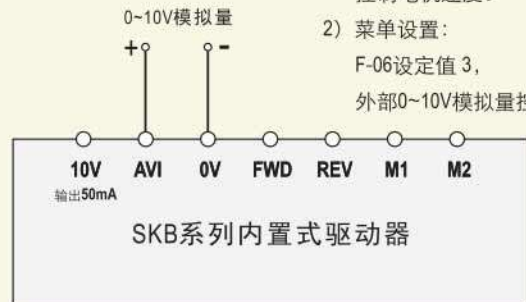 0~10V模拟量
+ -
2) 菜单设置:
F-06设定值 3,
外部0~10V模拟量
10V AVI 0V FWD REV M1 M2
输出50mA
SKB系列内置式驱动器